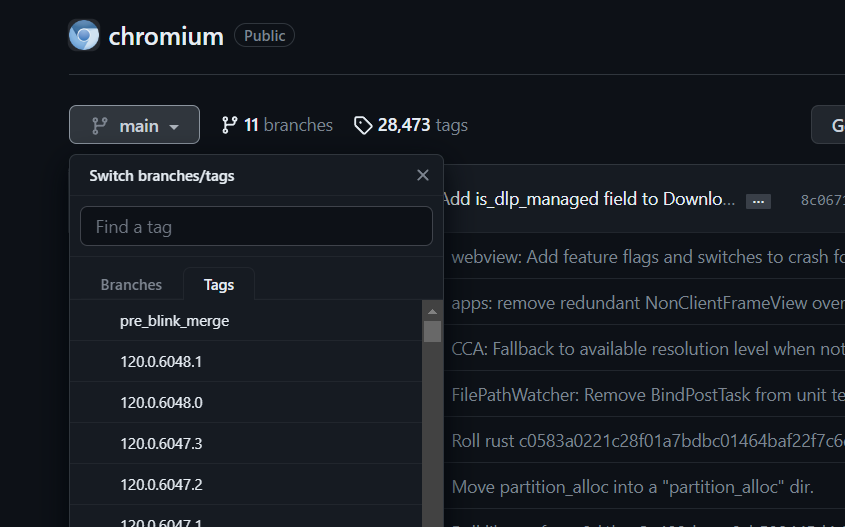 chromium Public
main 11 branches 28,473 tags
Switch branches/tags
Find a tag
Branches Tags
pre_blink_merge
120.0.6048.1
120.0.6048.0
120.0.6047.3
120.0.6047.2
120.0.6047.1
Add is_dlp_managed field to Downlo... ... 8c067
webview: Add feature flags and switches to crash fo
apps: remove redundant NonClientFrameView over
CCA: Fallback to available resolution level when not
FilePathWatcher: Remove BindPostTask from unit te
Roll rust c0583a0221c28f01a7bdbc01464baf22f7c6
Move partition_alloc into a "partition_alloc" dir.